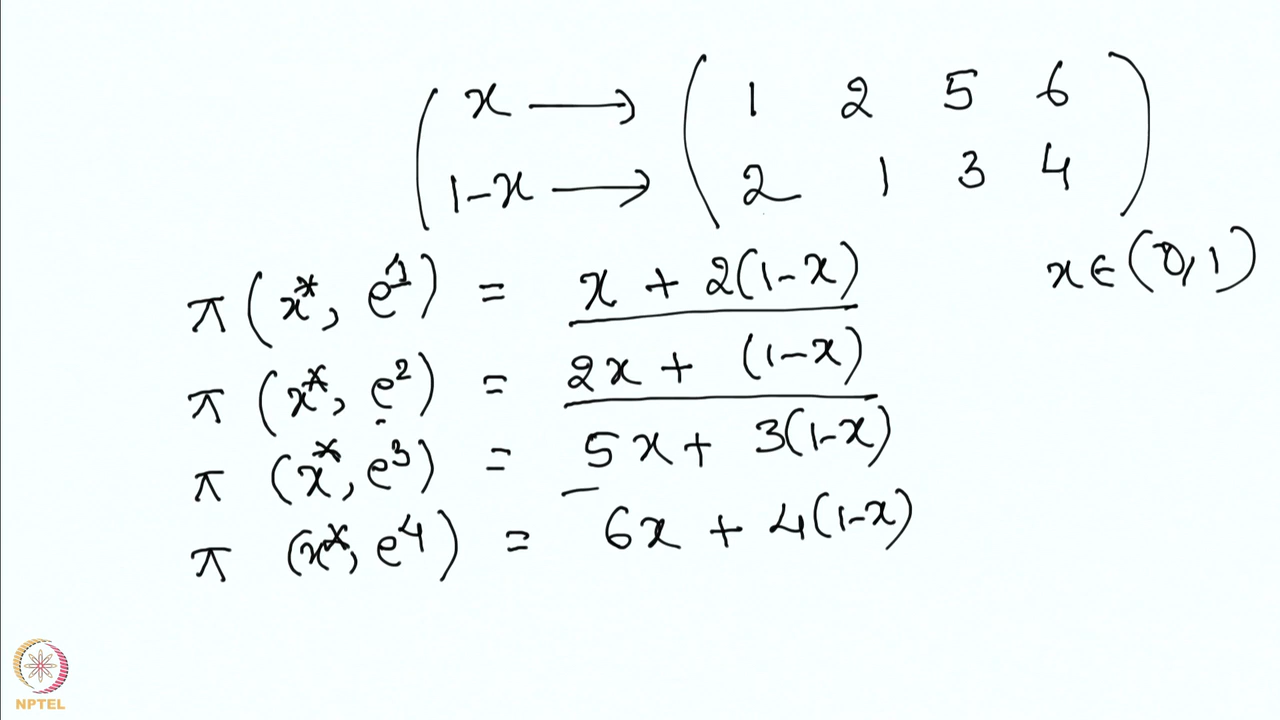 x ⟶ ( 1 2 5 6
1-x ⟶ 2 1 3 4 )
x ∈ (0,1)
π(x*, e¹) = x + 2(1-x)
π(x*, e²) = 2x + (1-x)
π(x*, e³) = 5x + 3(1-x)
π(x*, e⁴) = 6x + 4(1-x)
NPTEL